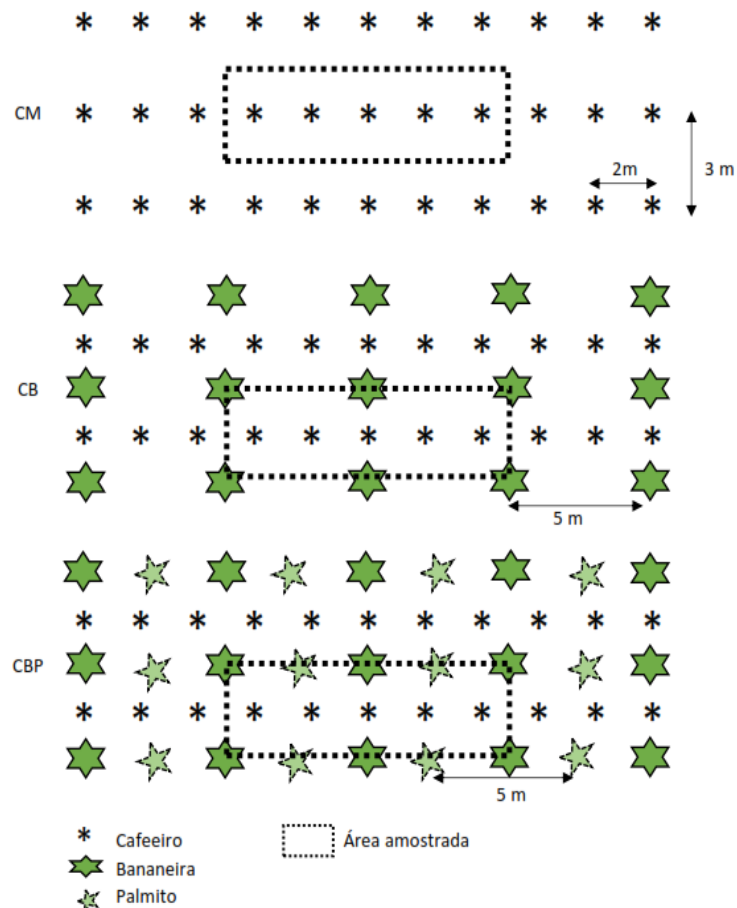 CM
2m
3 m
CB
5 m
CBP
5 m
Cafeeiro
Área amostrada
Bananeira
Palmito